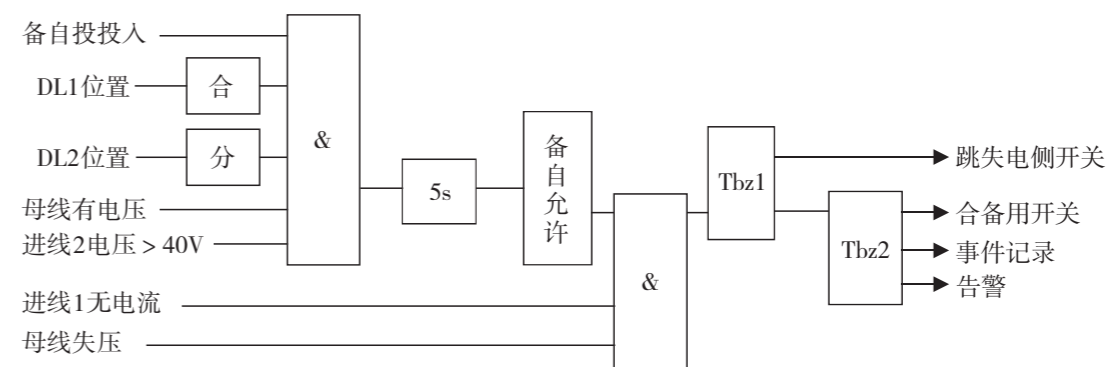 备自投投入
DL1位置
合
DL2位置
分
母线有电压
进线2电压 > 40V
&
5s
备自允许
进线1无电流
母线失压
&
Tbz1
Tbz2
跳失电侧开关
合备用开关
事件记录
告警